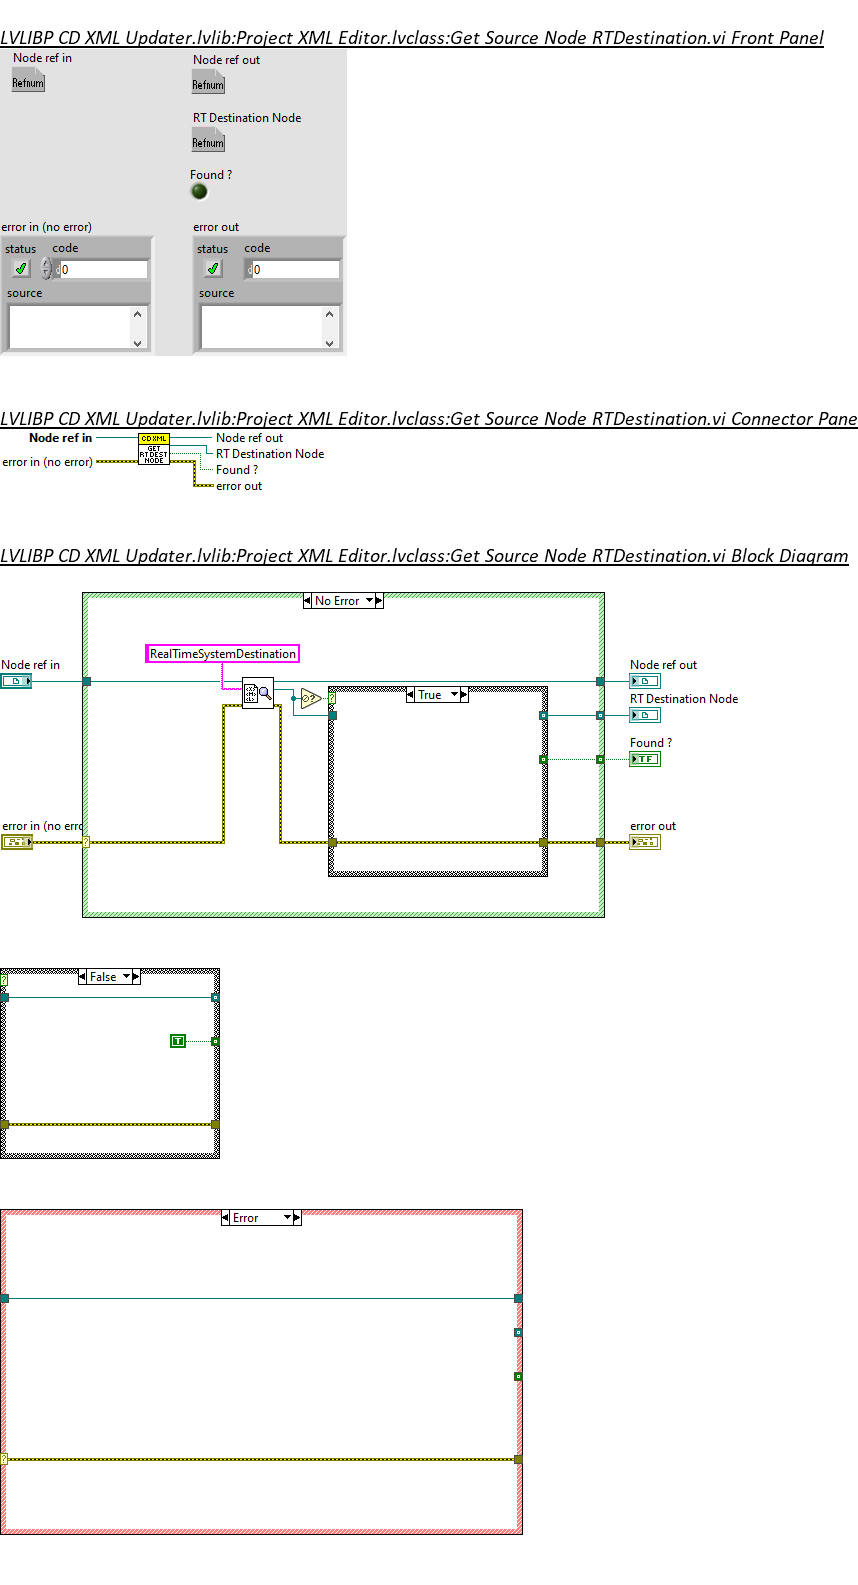 LVLIBP CD XML Updater.lvlib:Project XML Editor.lvclass:Get Source Node RTDestination.vi Front Panel
Node ref in
Node ref out
Refnum
Refnum
RT Destination Node
Refnum
Found ?
error in (no error)
error out
status code
status code
d 0
d 0
source
source
LVLIBP CD XML Updater.lvlib:Project XML Editor.lvclass:Get Source Node RTDestination.vi Connector Pane
Node ref in
CD XML
GET
RT DEST
NODE
Node ref out
RT Destination Node
error in (no error)
Found ?
error out
LVLIBP CD XML Updater.lvlib:Project XML Editor.lvclass:Get Source Node RTDestination.vi Block Diagram
No Error
RealTimeSystemDestination
Node ref in
Node ref out
True
RT Destination Node
Found ?
TF
error in (no erro
error out
False
T
Error